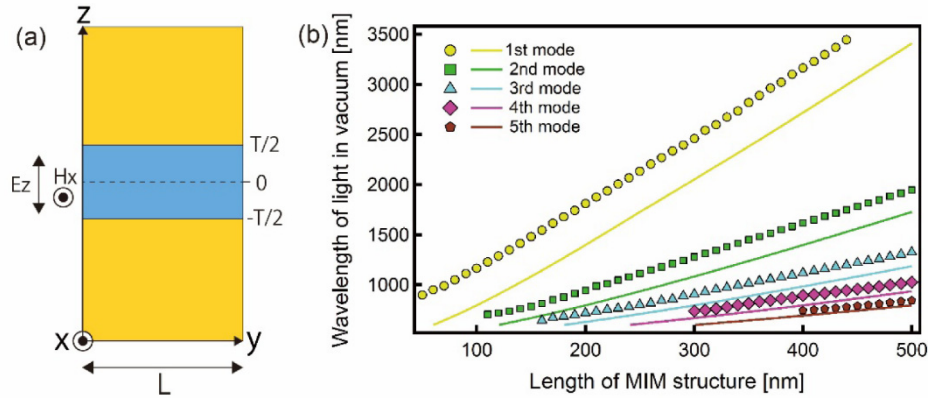 (a)
z
T/2
Ez
Hx
0
-T/2
x
y
L
(b)
Wavelength of light in vacuum [nm]
3500
3000
2500
2000
1500
1000
1st mode
2nd mode
3rd mode
4th mode
5th mode
100
200
300
400
500
Length of MIM structure [nm]